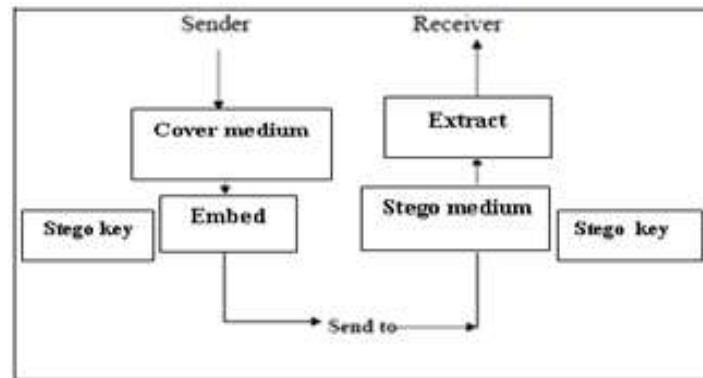 Sender
Receiver
Cover medium
Extract
Stego key
Embed
Stego medium
Stego key
Send to